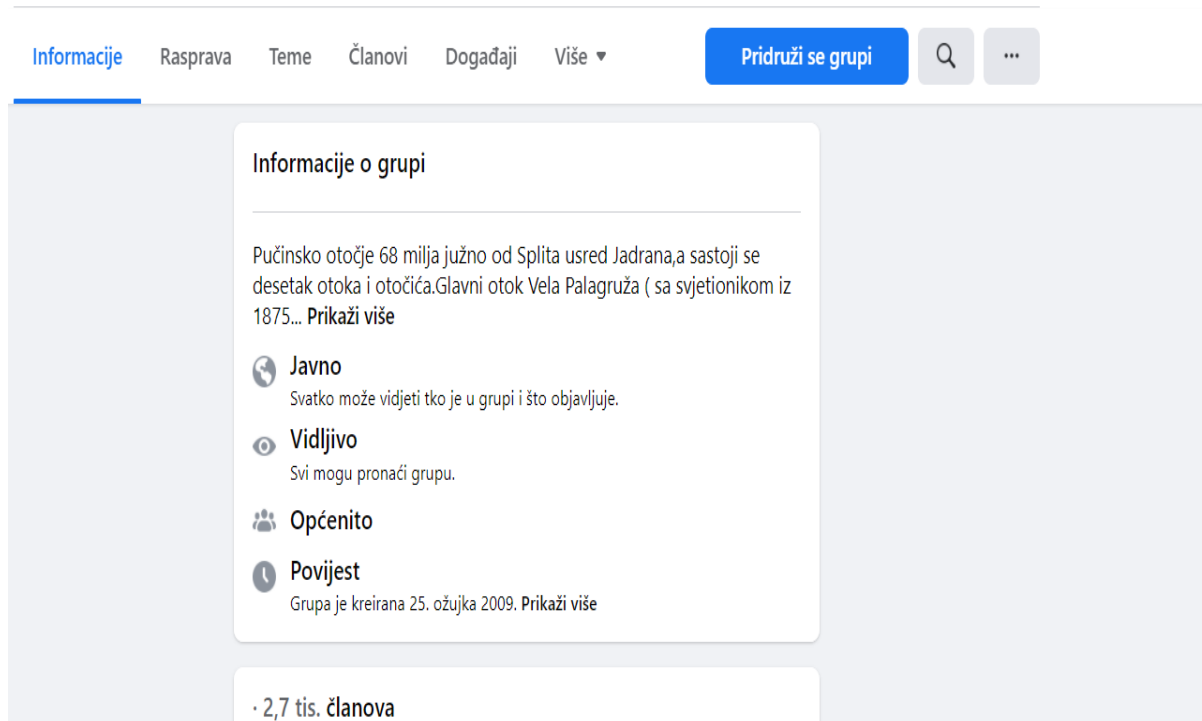 Informacije Rasprava Teme Članovi Događaji Više ▾ Pridruži se grupi ...
Informacije o grupi
Pučinsko otočje 68 milja južno od Splita usred Jadrana,a sastoji se
desetak otoka i otočića.Glavni otok Vela Palagruža ( sa svjetionikom iz
1875... Prikaži više
Javno
Svatko može vidjeti tko je u grupi i što objavljuje.
Vidljivo
Svi mogu pronaći grupu.
Općenito
Povijest
Grupa je kreirana 25. ožujka 2009. Prikaži više
· 2,7 tis. članova